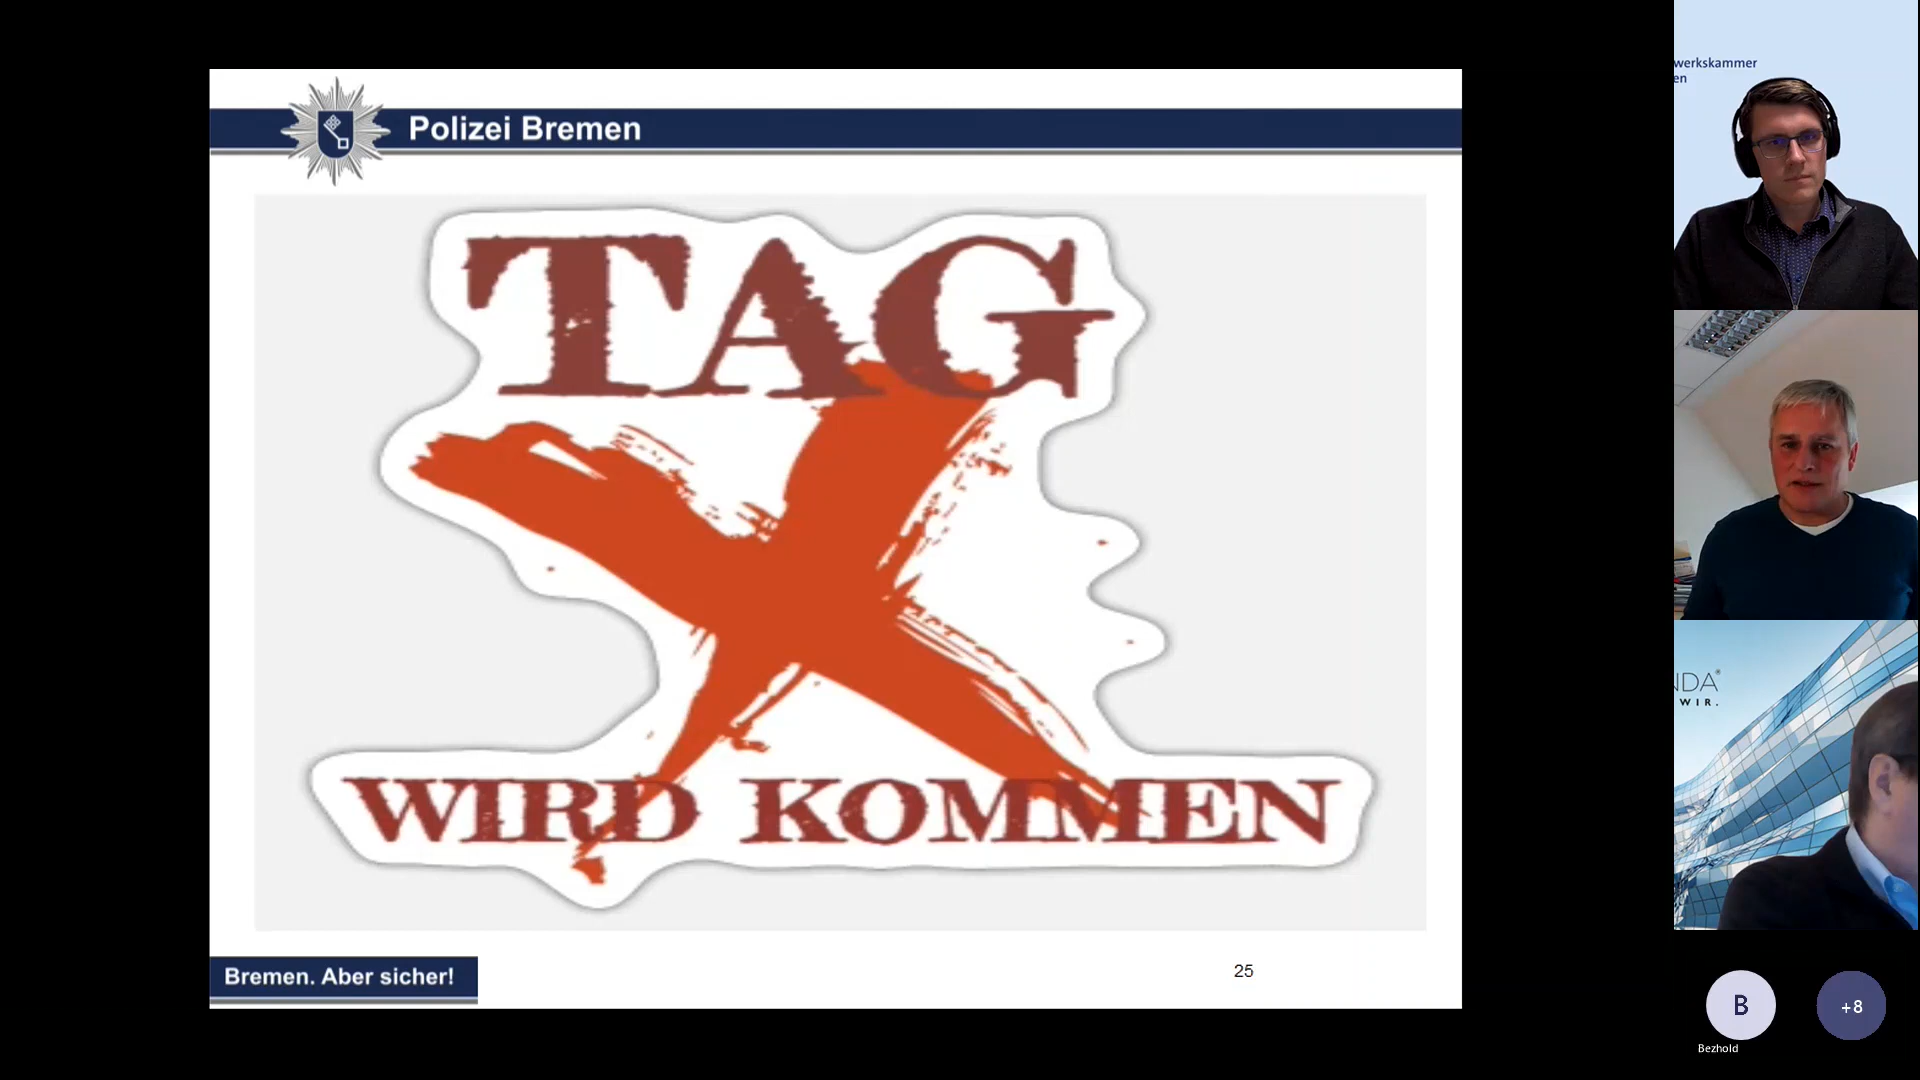 Polizei Bremen
TAG
X
WIRD KOMMEN
Bremen. Aber sicher!
25
werkskammer
en
NDA®
WIR.
B
+8
Bezhold